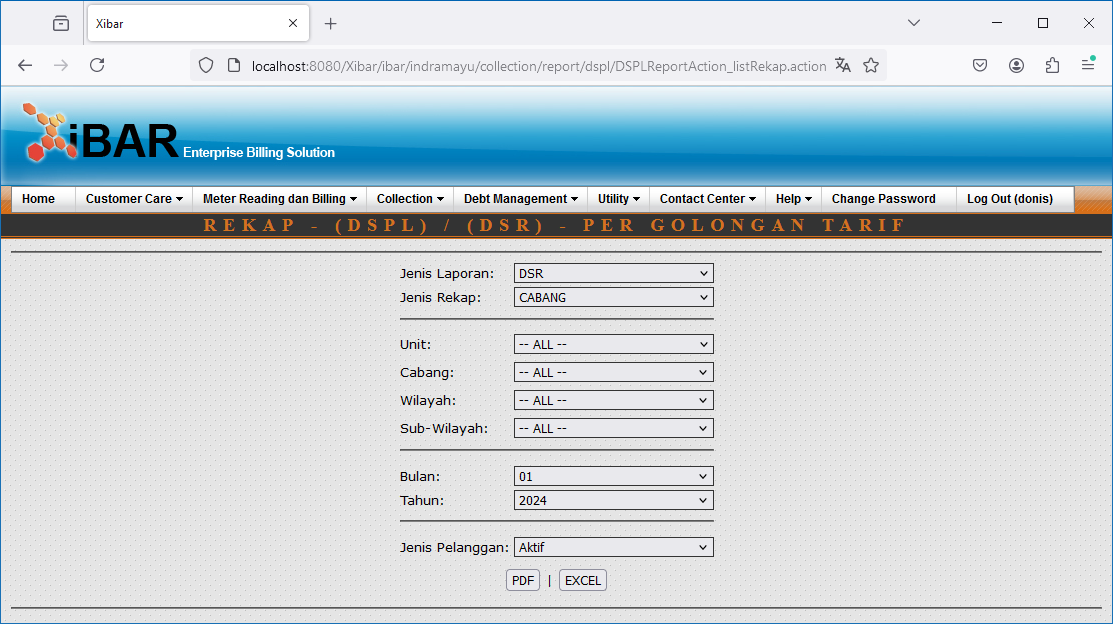 Xibar
localhost:8080/Xibar/ibar/indramayu/collection/report/dspl/DSPLReportAction_listRekap.action
iBAR Enterprise Billing Solution
Home Customer Care Meter Reading dan Billing Collection Debt Management Utility Contact Center Help Change Password Log Out (donis)
REKAP - (DSPL) / (DSR) - PER GOLONGAN TARIF
Jenis Laporan: DSR
Jenis Rekap: CABANG
Unit: -- ALL --
Cabang: -- ALL --
Wilayah: -- ALL --
Sub-Wilayah: -- ALL --
Bulan: 01
Tahun: 2024
Jenis Pelanggan: Aktif
PDF | EXCEL